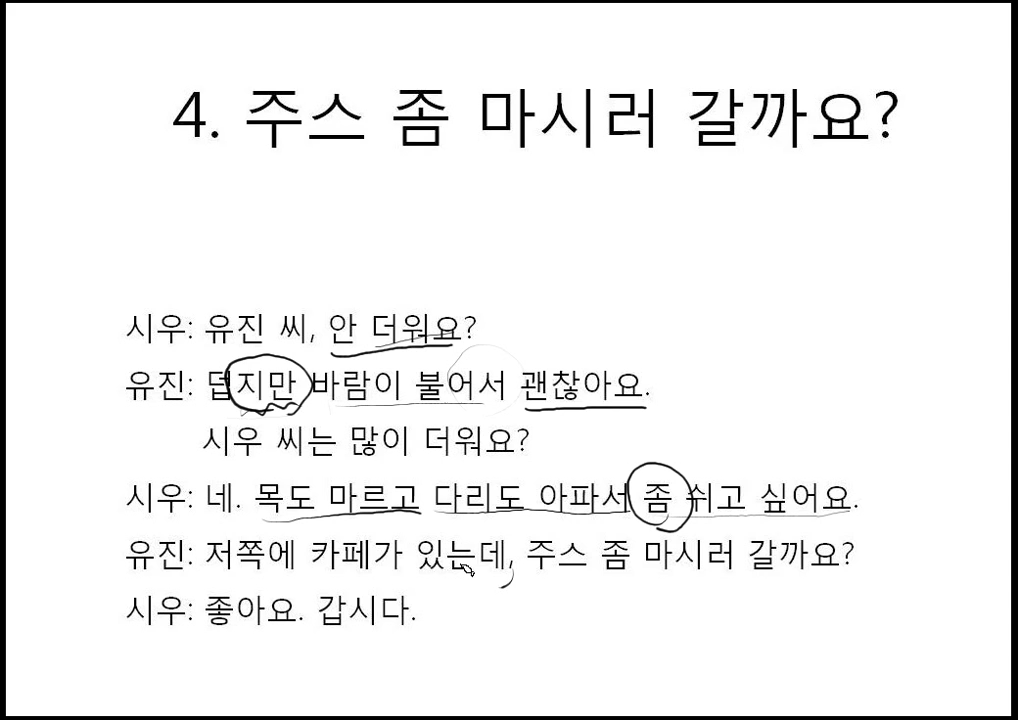 4. 주스 좀 마시러 갈까요?
시우: 유진 씨, 안 더워요?
유진: 덥지만 바람이 불어서 괜찮아요.
시우 씨는 많이 더워요?
시우: 네. 목도 마르고 다리도 아파서 좀 쉬고 싶어요.
유진: 저쪽에 카페가 있는데, 주스 좀 마시러 갈까요?
시우: 좋아요. 갑시다.